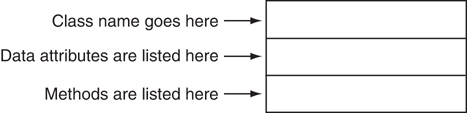 Class name goes here
Data attributes are listed here
Methods are listed here